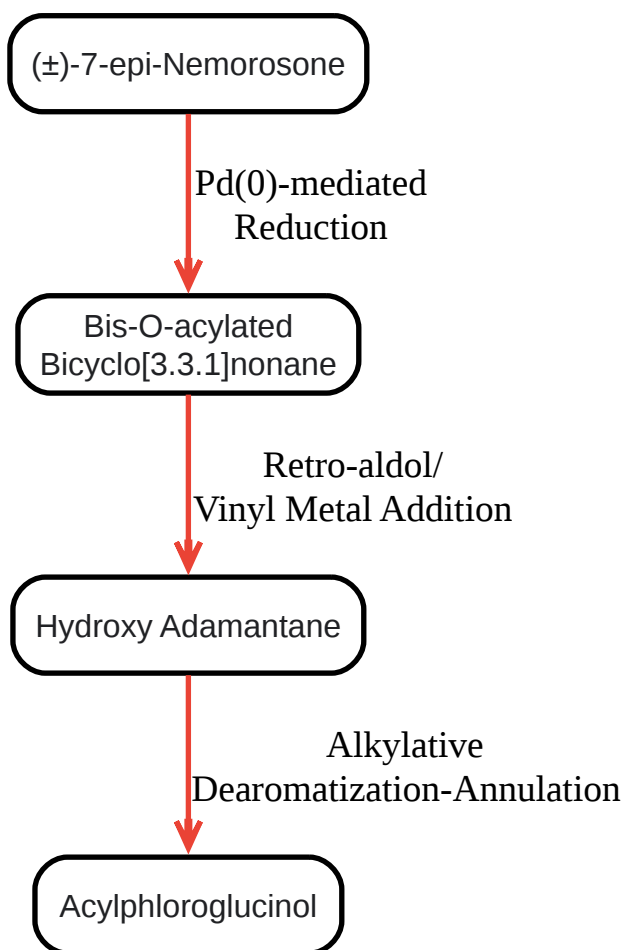 (±)-7-epi-Nemorosone
Pd(0)-mediated
Reduction
Bis-O-acylated
Bicyclo[3.3.1]nonane
Retro-aldol/
Vinyl Metal Addition
Hydroxy Adamantane
Alkylative
Dearomatization-Annulation
Acylphloroglucinol